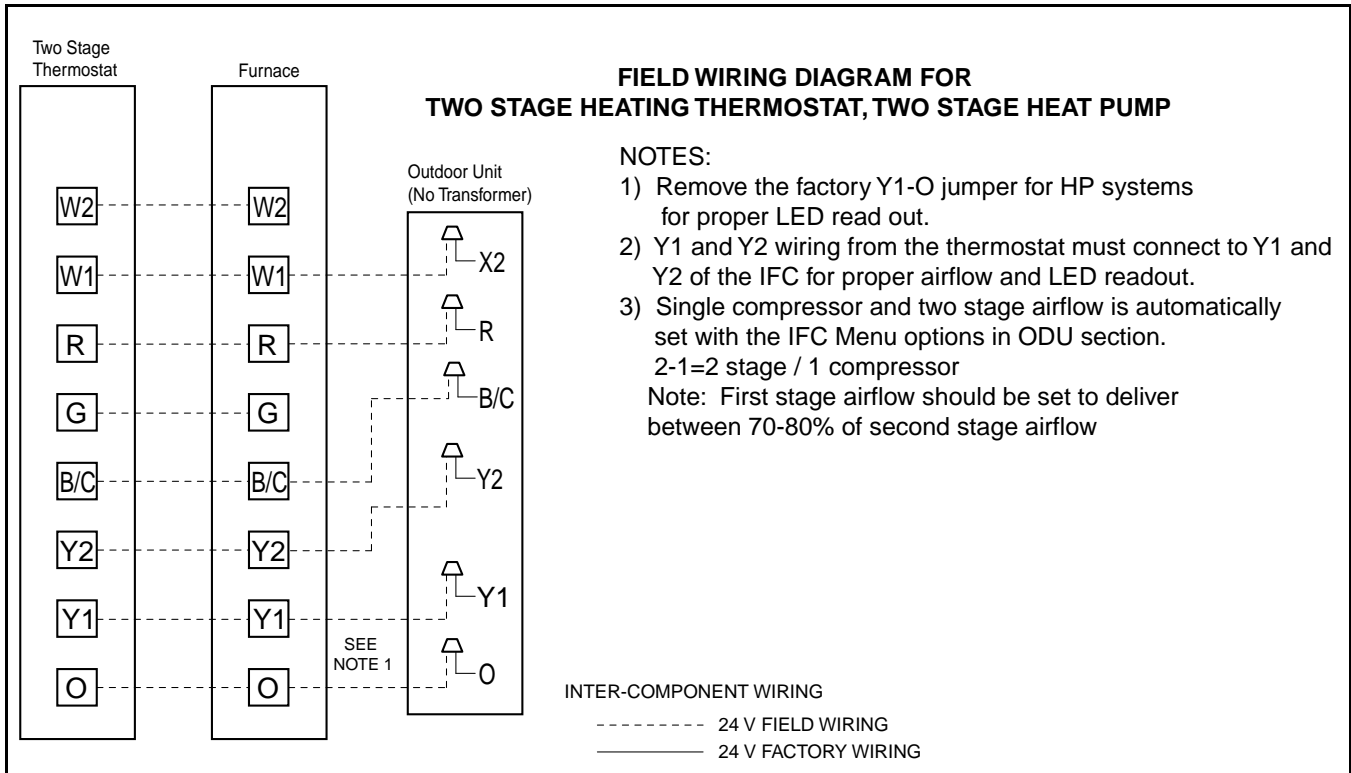 Two Stage
Thermostat
Furnace
FIELD WIRING DIAGRAM FOR
TWO STAGE HEATING THERMOSTAT, TWO STAGE HEAT PUMP
Outdoor Unit
(No Transformer)
NOTES:
1) Remove the factory Y1-O jumper for HP systems
for proper LED read out.
2) Y1 and Y2 wiring from the thermostat must connect to Y1 and
Y2 of the IFC for proper airflow and LED readout.
3) Single compressor and two stage airflow is automatically
set with the IFC Menu options in ODU section.
2-1=2 stage / 1 compressor
Note: First stage airflow should be set to deliver
between 70-80% of second stage airflow
W2
W1
R
G
B/C
Y2
Y1
O
W2
W1
R
G
B/C
Y2
Y1
O
SEE
NOTE 1
X2
R
B/C
Y2
Y1
O
INTER-COMPONENT WIRING
24 V FIELD WIRING
24 V FACTORY WIRING